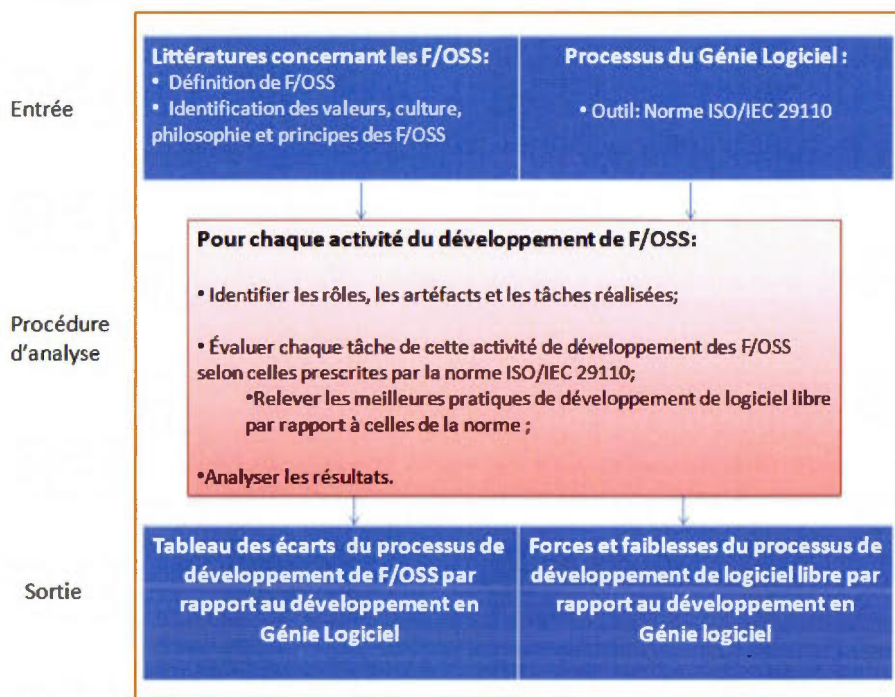 Entrée
Littératures concernant les F/OSS:
• Définition de F/OSS
• Identification des valeurs, culture,
philosophie et principes des F/OSS
Processus du Génie Logiciel :
• Outil: Norme ISO/IEC 29110
Procédure
d'analyse
Pour chaque activité du développement de F/OSS:
• Identifier les rôles, les artéfacts et les tâches réalisées;
• Évaluer chaque tâche de cette activité de développement des F/OSS
selon celles prescrites par la norme ISO/IEC 29110;
•Relever les meilleures pratiques de développement de logiciel libre
par rapport à celles de la norme ;
•Analyser les résultats.
Sortie
Tableau des écarts du processus de
développement de F/OSS par
rapport au développement en
Génie Logiciel
Forces et faiblesses du processus de
développement de logiciel libre par
rapport au développement en
Génie logiciel